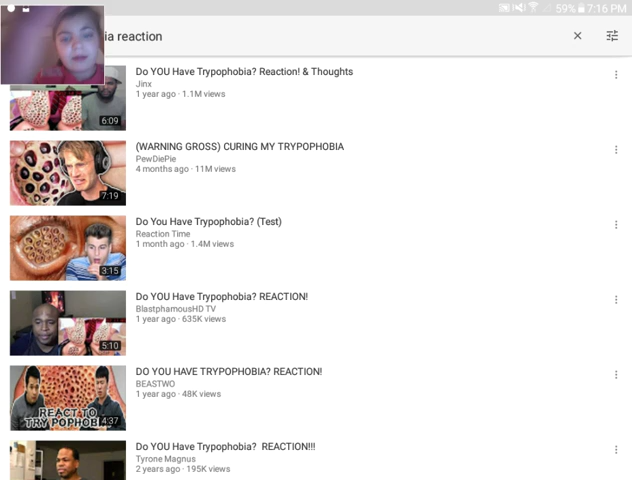 59% 7:16 PM
ia reaction
Do YOU Have Trypophobia? Reaction! & Thoughts
Jinx
1 year ago · 1.1M views
6:09
(WARNING GROSS) CURING MY TRYPOPHOBIA
PewDiePie
4 months ago · 11M views
7:19
Do You Have Trypophobia? (Test)
Reaction Time
1 month ago · 1.4M views
3:15
Do YOU Have Trypophobia? REACTION!
BlastphamousHD TV
1 year ago · 635K views
5:10
DO YOU HAVE TRYPOPHOBIA? REACTION!
BEASTWO
1 year ago · 48K views
REACT TO
TRYPOPHOB
4:37
Do YOU Have Trypophobia? REACTION!!!
Tyrone Magnus
2 years ago · 195K views